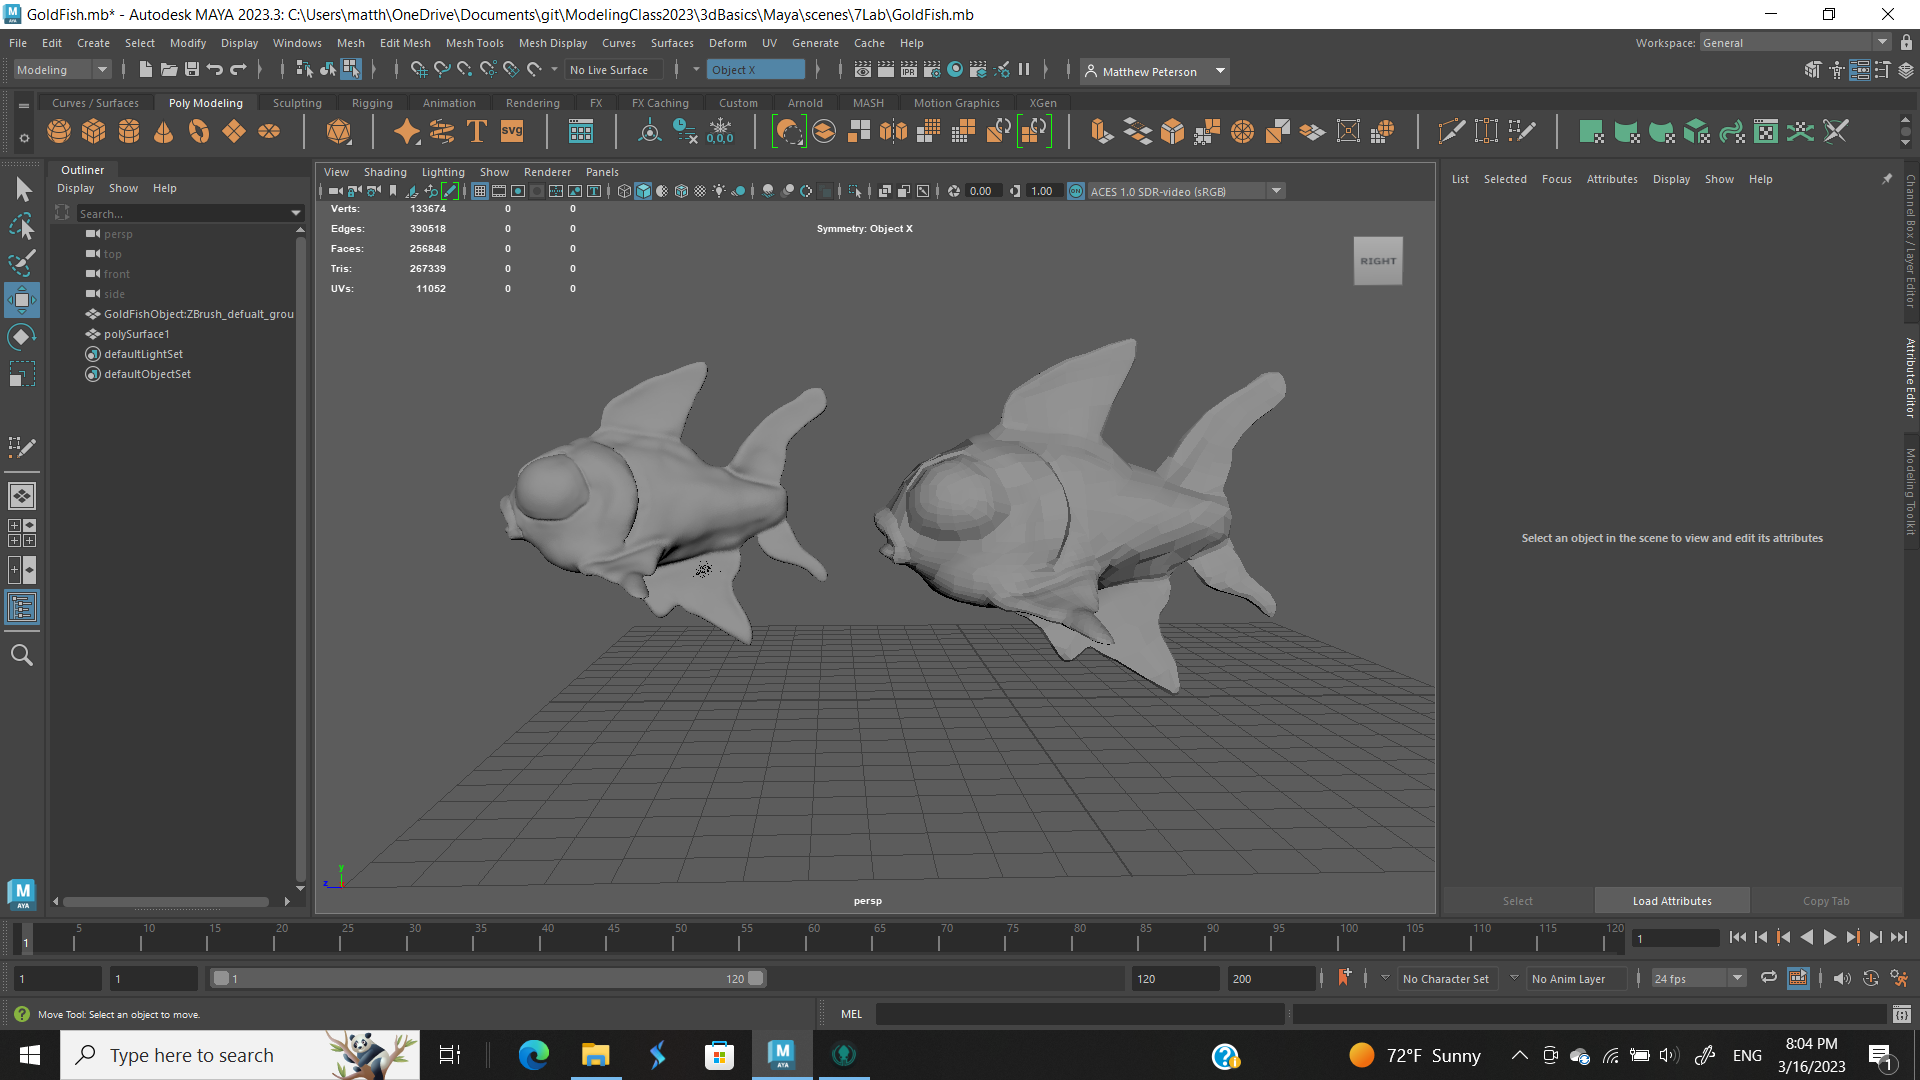 GoldFish.mb* - Autodesk MAYA 2023.3: C:\Users\matth\OneDrive\Documents\git\ModelingClass2023\3dBasics\Maya\scenes\7Lab\GoldFish.mb
File Edit Create Select Modify Display Windows Mesh Edit Mesh Mesh Tools Mesh Display Curves Surfaces Deform UV Generate Cache Help Workspace: General
Modeling No Live Surface Object X IPR Matthew Peterson
Curves / Surfaces Poly Modeling Sculpting Rigging Animation Rendering FX FX Caching Custom Arnold MASH Motion Graphics XGen
T SVG 0,0,0
Outliner
Display Show Help
Search...
persp
top
front
side
GoldFishObject:ZBrush_defualt_grou
polySurface1
defaultLightSet
defaultObjectSet
View Shading Lighting Show Renderer Panels
0.00 1.00 ON ACES 1.0 SDR-video (sRGB)
Verts: 133674 0 0
Edges: 390518 0 0
Faces: 256848 0 0
Tris: 267339 0 0
UVs: 11052 0 0
Symmetry: Object X
RIGHT
y
z
persp
List Selected Focus Attributes Display Show Help
Select an object in the scene to view and edit its attributes
Select Load Attributes Copy Tab
Channel Box / Layer Editor
Attribute Editor
Modeling Toolkit
M
AYA
1 5 10 15 20 25 30 35 40 45 50 55 60 65 70 75 80 85 90 95 100 105 110 115 120 1
1 1 1 120 120 200 No Character Set No Anim Layer 24 fps
Move Tool: Select an object to move. MEL
Type here to search 72°F Sunny ENG 8:04 PM
3/16/2023 1